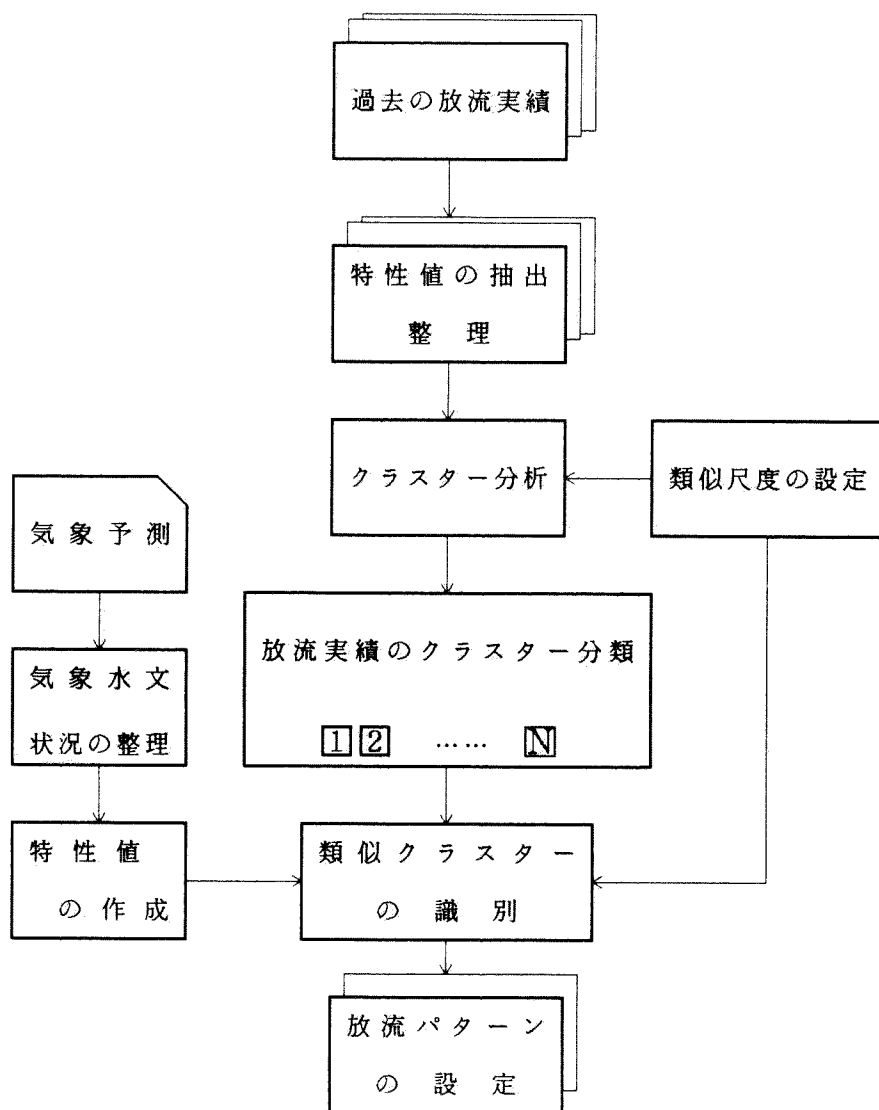 過去の放流実績
特性値の抽出
整理
クラスター分析
類似尺度の設定
気象予測
放流実績のクラスター分類
1 2 …… N
気象水文
状況の整理
特性値
の作成
類似クラスター
の識別
放流パターン
の設定